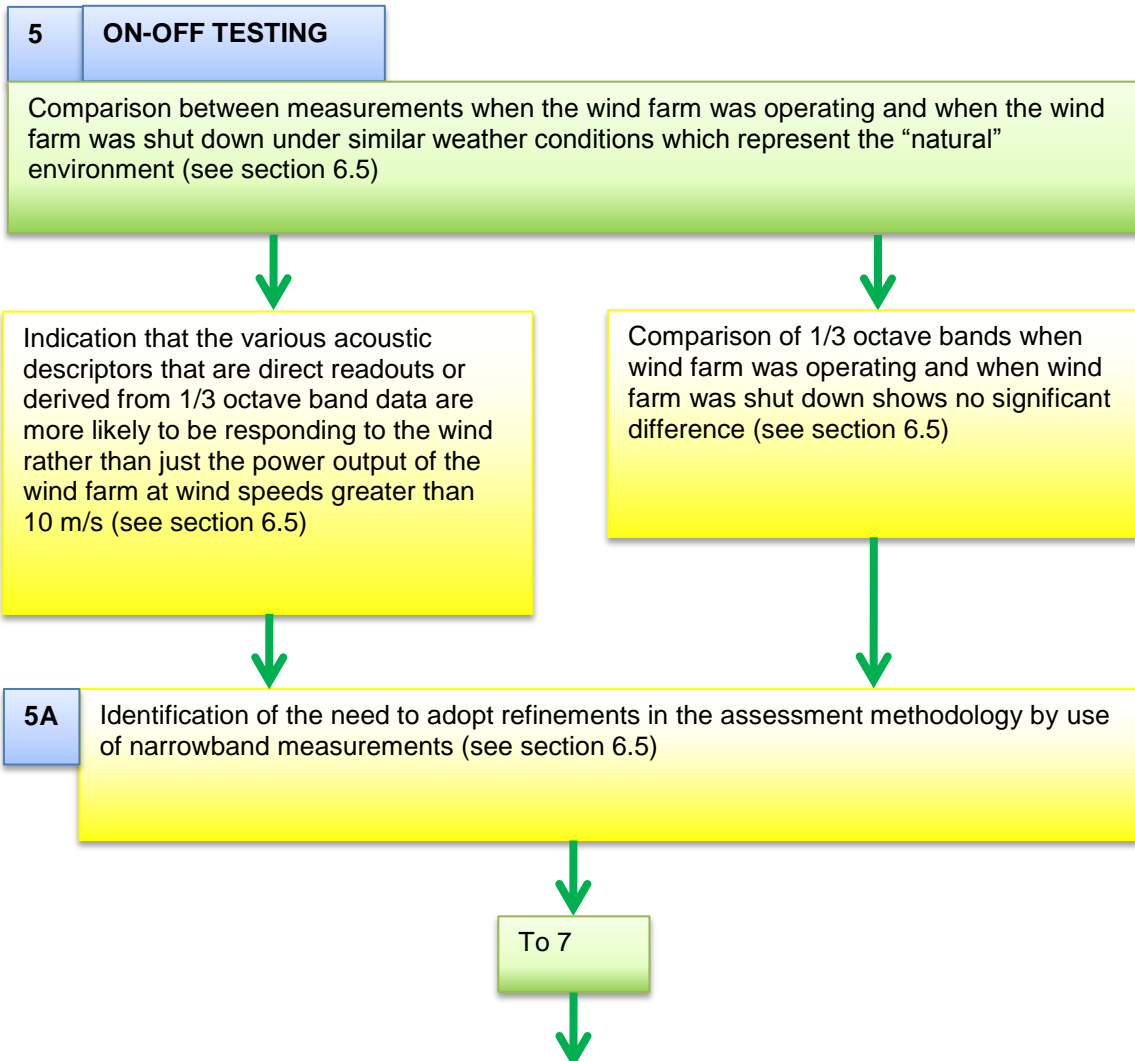 5 ON-OFF TESTING
Comparison between measurements when the wind farm was operating and when the wind
farm was shut down under similar weather conditions which represent the “natural”
environment (see section 6.5)
Indication that the various acoustic
descriptors that are direct readouts or
derived from 1/3 octave band data are
more likely to be responding to the wind
rather than just the power output of the
wind farm at wind speeds greater than
10 m/s (see section 6.5)
Comparison of 1/3 octave bands when
wind farm was operating and when wind
farm was shut down shows no significant
difference (see section 6.5)
5A
Identification of the need to adopt refinements in the assessment methodology by use
of narrowband measurements (see section 6.5)
To 7